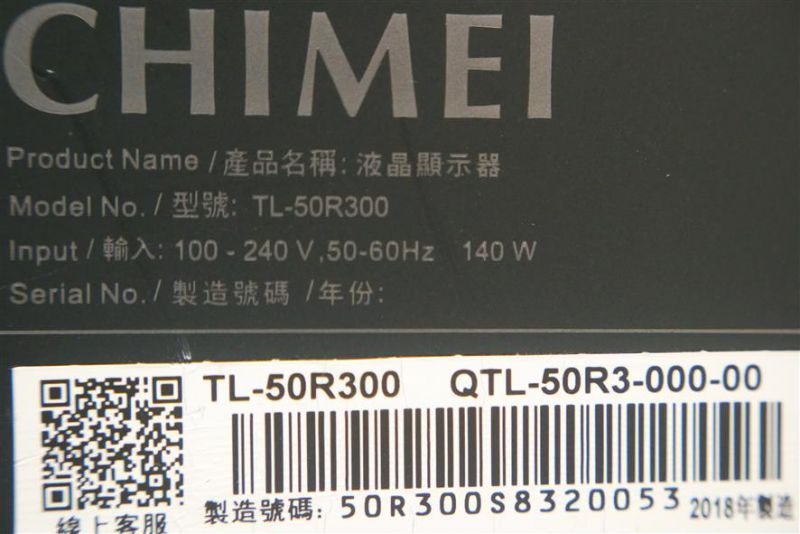 CHIMEI
Product Name / 產品名稱: 液晶顯示器
Model No. / 型號: TL-50R300
Input / 輸入: 100 - 240 V,50-60Hz 140 W
Serial No. / 製造號碼 /年份:
TL-50R300 QTL-50R3-000-00
製造號碼: 50R300S8320053 2018年製造
線上客服